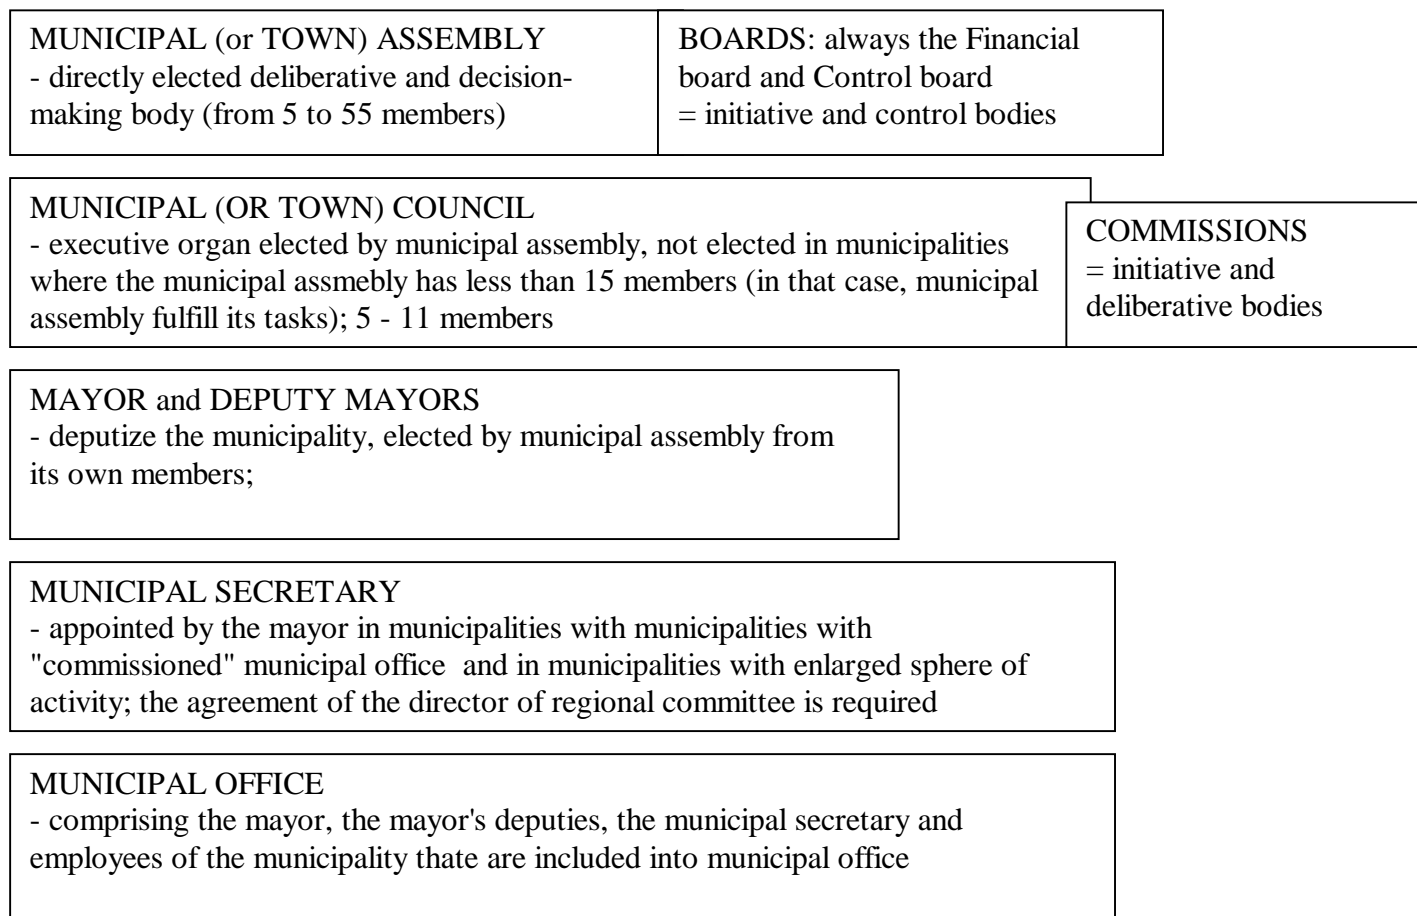 MUNICIPAL (or TOWN) ASSEMBLY
- directly elected deliberative and decision-
making body (from 5 to 55 members)
BOARDS: always the Financial
board and Control board
= initiative and control bodies
MUNICIPAL (OR TOWN) COUNCIL
- executive organ elected by municipal assembly, not elected in municipalities
where the municipal assmebly has less than 15 members (in that case, municipal
assembly fulfill its tasks); 5 - 11 members
COMMISSIONS
= initiative and
deliberative bodies
MAYOR and DEPUTY MAYORS
- deputize the municipality, elected by municipal assembly from
its own members;
MUNICIPAL SECRETARY
- appointed by the mayor in municipalities with municipalities with
"commissioned" municipal office  and in municipalities with enlarged sphere of
activity; the agreement of the director of regional committee is required
MUNICIPAL OFFICE
- comprising the mayor, the mayor's deputies, the municipal secretary and
employees of the municipality thate are included into municipal office